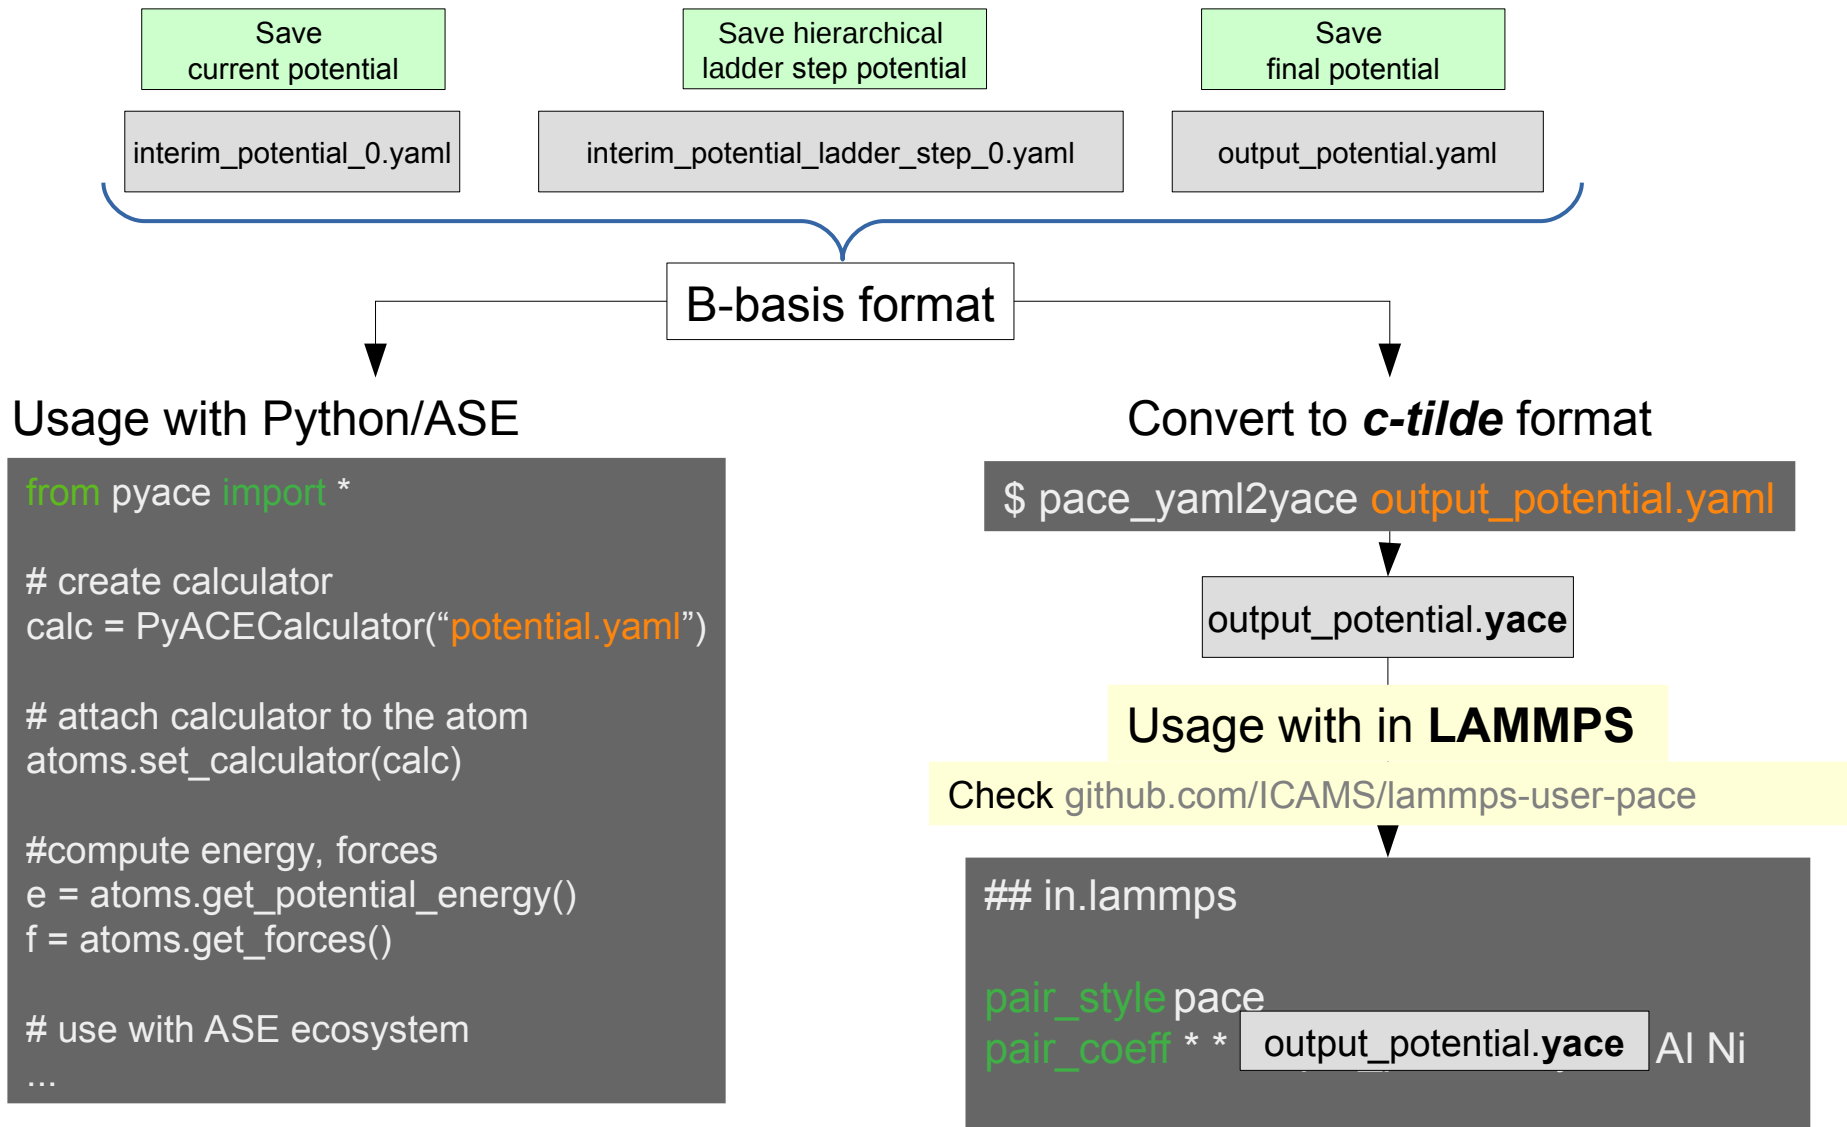 Save
current potential
Save hierarchical
ladder step potential
Save
final potential
interim_potential_0.yaml
interim_potential_ladder_step_0.yaml
output_potential.yaml
B-basis format
Usage with Python/ASE
from pyace import *
# create calculator
calc = PyACECalculator(“potential.yaml”)
# attach calculator to the atom
atoms.set_calculator(calc)
#compute energy, forces
e = atoms.get_potential_energy()
f = atoms.get_forces()
# use with ASE ecosystem
...
Convert to c-tilde format
$ pace_yaml2yace output_potential.yaml
output_potential.yace
Usage with in LAMMPS
Check github.com/ICAMS/lammps-user-pace
## in.lammps
pair_style pace
pair_coeff * * output_potential.yace Al Ni